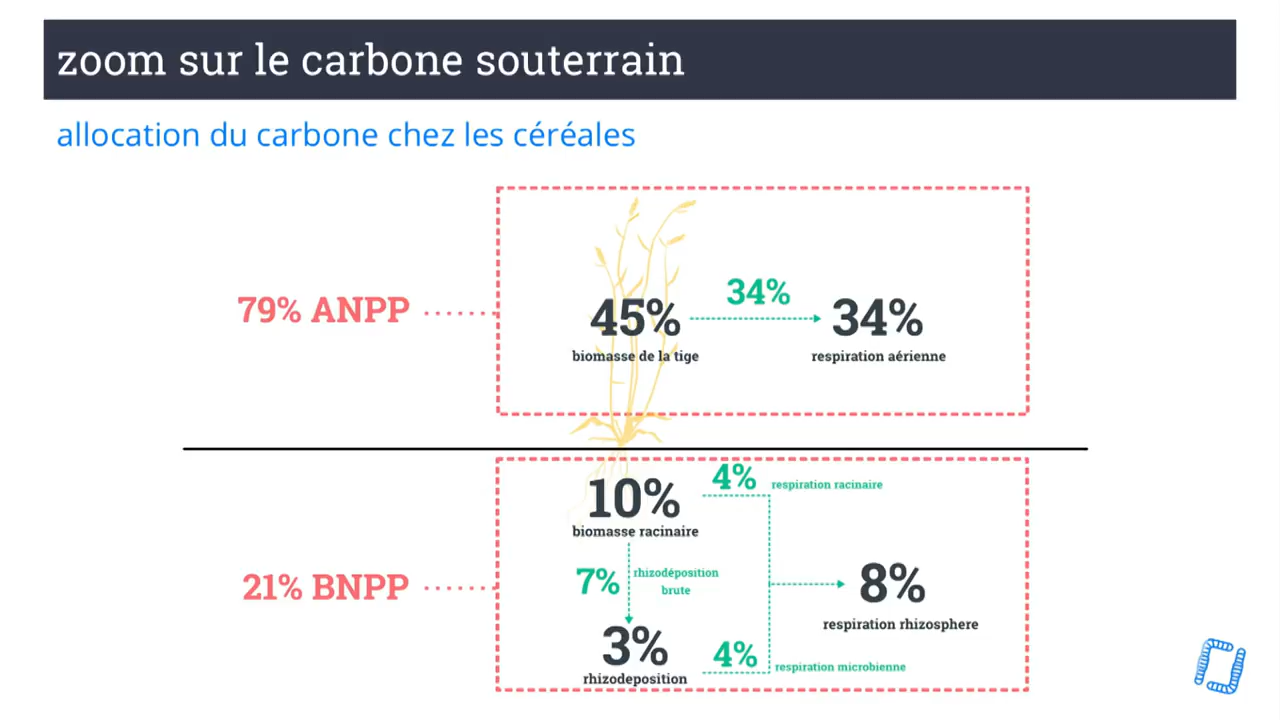 zoom sur le carbone souterrain
allocation du carbone chez les céréales
79% ANPP
34%
45%
34%
biomasse de la tige
respiration aérienne
4%
respiration racinaire
10%
biomasse racinaire
21% BNPP
7%
rhizodéposition
brute
8%
respiration rhizosphere
3%
rhizodeposition
4%
respiration microbienne